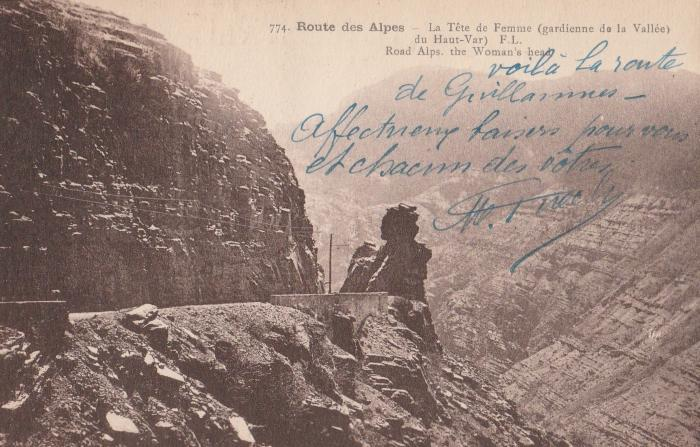 774. Route des Alpes – La Tête de Femme (gardienne de la Vallée)
du Haut-Var) F. L.
Road Alps. the Woman's head
voilà la route
de Guillaumes –
Affectueux baisers pour vous
et chacun des vôtres